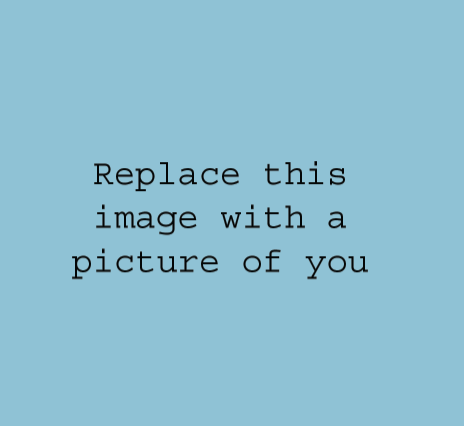 Replace this
image with a
picture of you